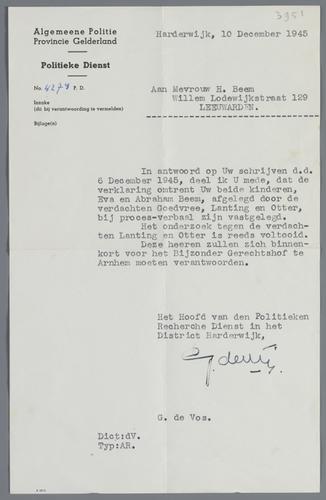 3951
Algemeene Politie
Provincie Gelderland
Harderwijk, 10 December 1945
Politieke Dienst
No. 4274 P. D.
Inzake
(dit bij verantwoording te vermelden)
Bijlage(n)
Aan Mevrouw H. Beem
Willem Lodewijkstraat 129
LEEUWARDEN.
In antwoord op Uw schrijven d.d.
6 December 1945, deel ik U mede, dat de
verklaring omtrent Uw beide kinderen,
Eva en Abraham Beem, afgelegd door de
verdachten Goedvree, Lanting en Otter,
bij proces-verbaal zijn vastgelegd.
Het onderzoek tegen de verdach-
ten Lanting en Otter is reeds voltooid.
Deze heeren zullen zich binnen-
kort voor het Bijzonder Gerechtshof te
Arnhem moeten verantwoorden.
Het Hoofd van den Politieken
Recherche Dienst in het
District Harderwijk,
G. de Vos.
Dict:dV.
Typ:AR.